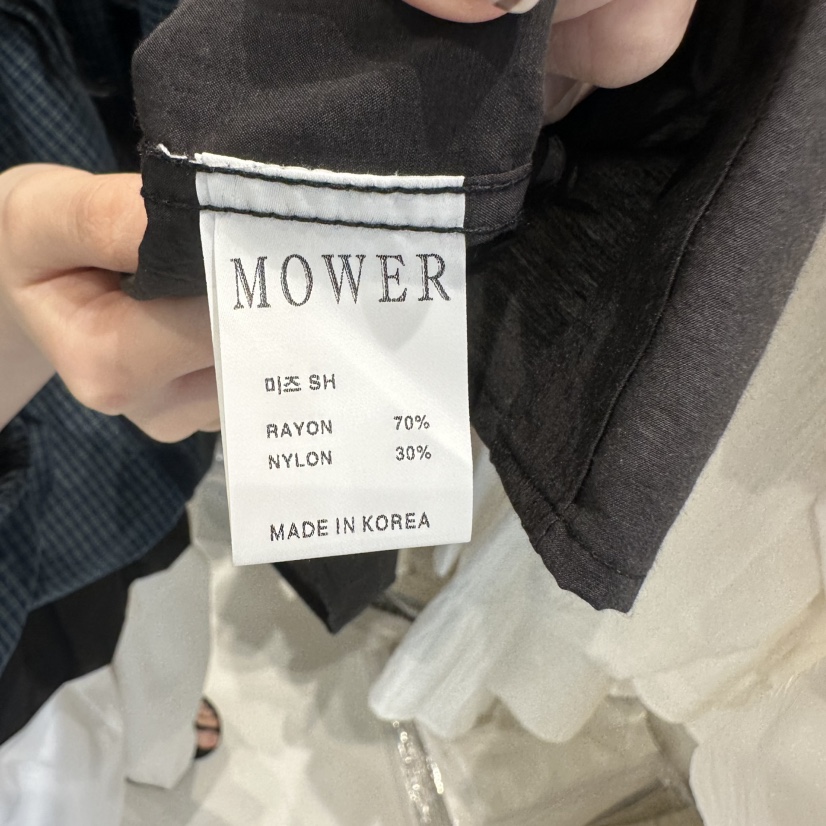 MOWER
미즈 SH
RAYON 70%
NYLON 30%
MADE IN KOREA